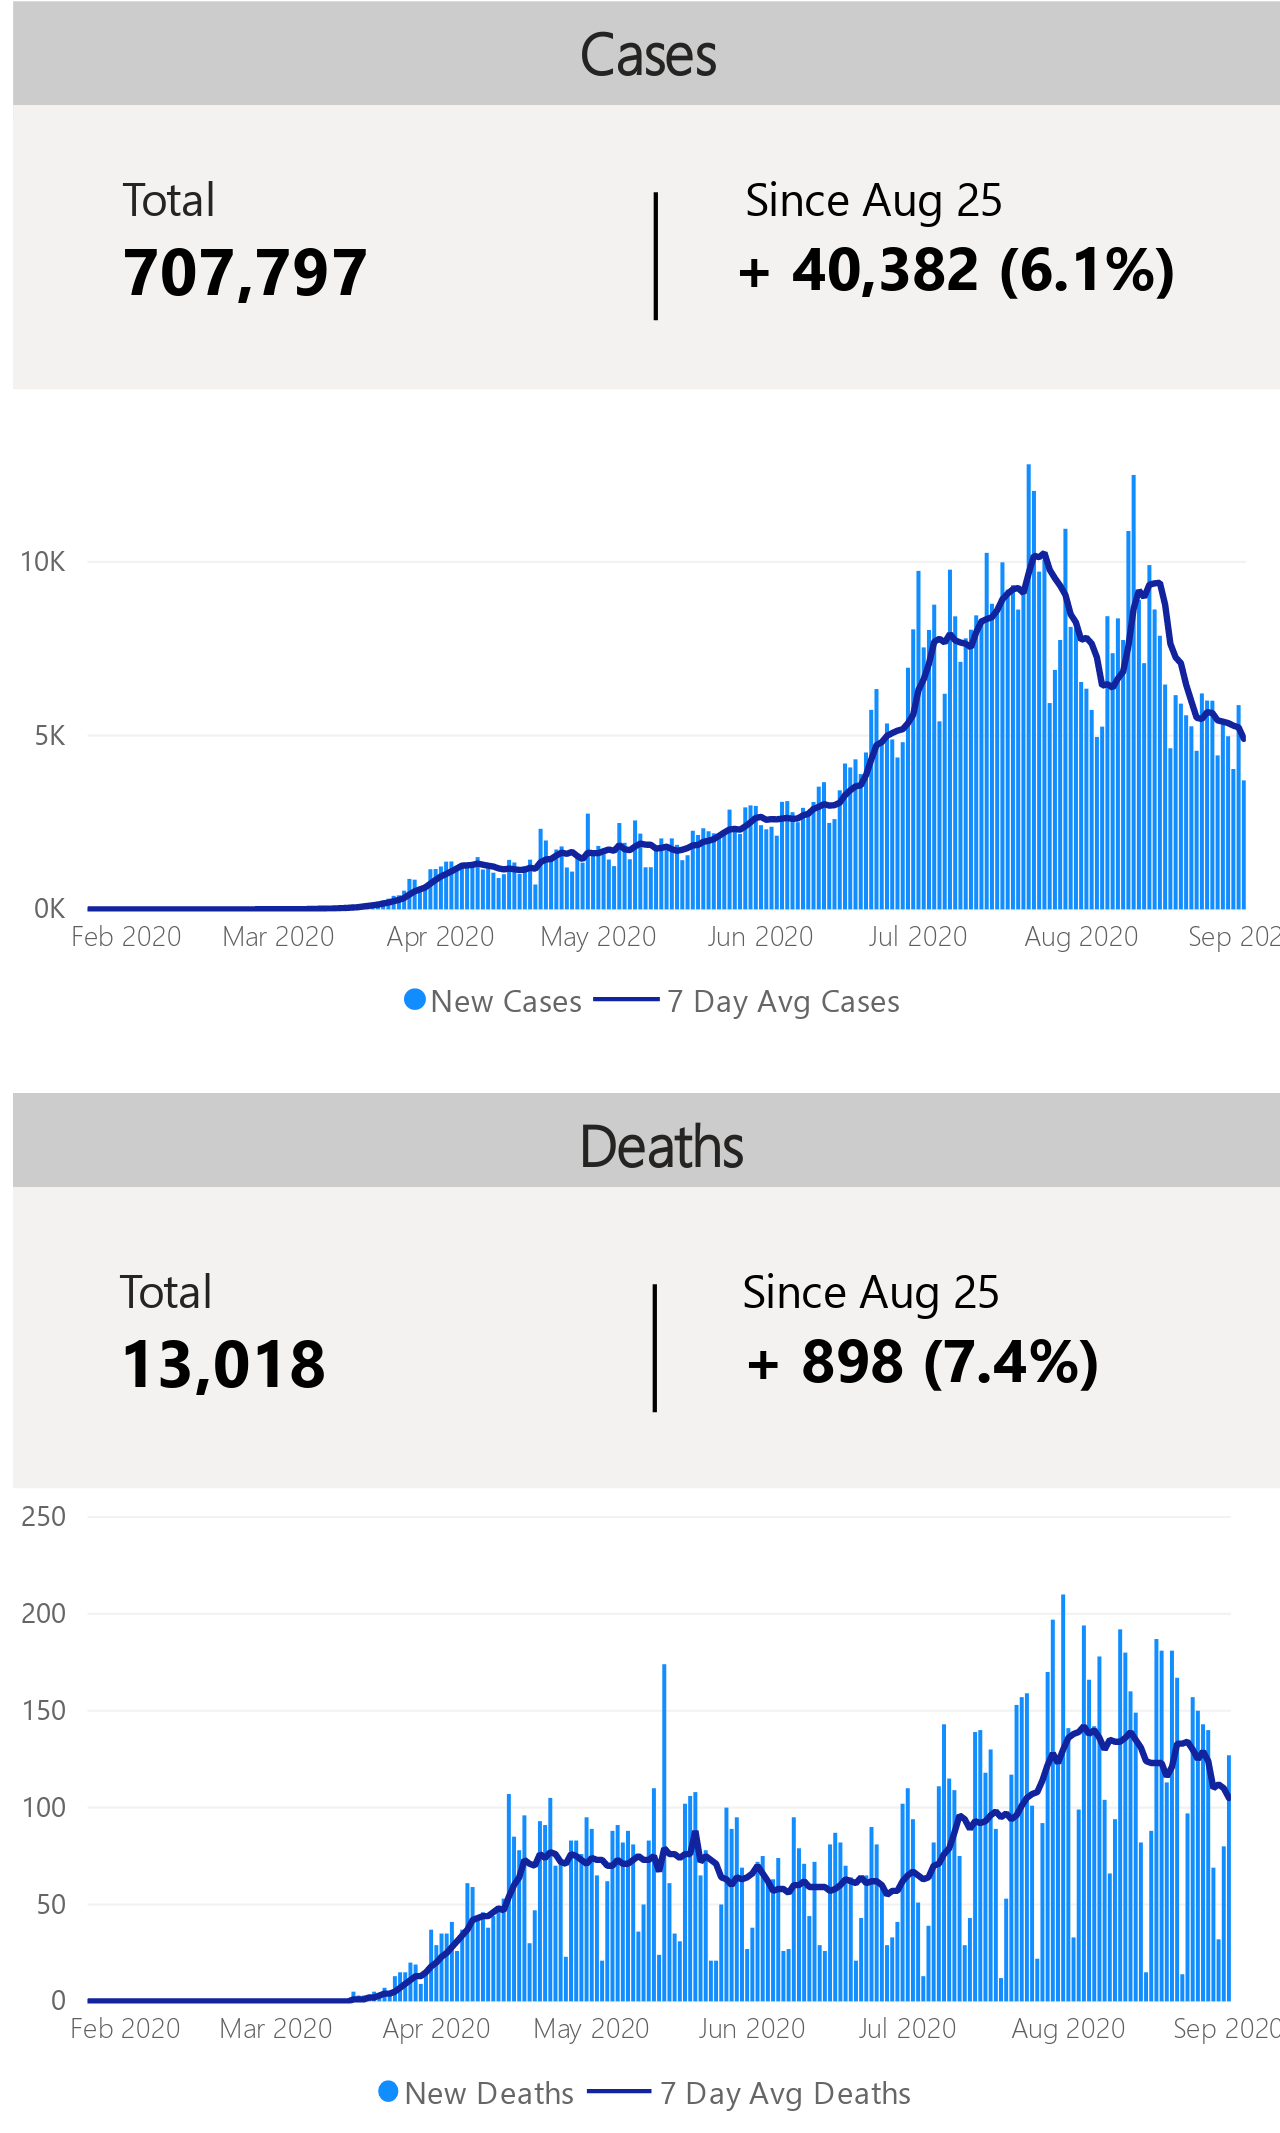 Cases
Total
Since Aug 25
707,797
+ 40,382 (6.1%)
10K
5K
0K
Feb 2020 Mar 2020 Apr 2020 May 2020 Jun 2020 Jul 2020 Aug 2020 Sep 202
New Cases 7 Day Avg Cases
Deaths
Total
Since Aug 25
13,018
+ 898 (7.4%)
250
200
150
100
50
0
Feb 2020 Mar 2020 Apr 2020 May 2020 Jun 2020 Jul 2020 Aug 2020 Sep 2020
New Deaths 7 Day Avg Deaths